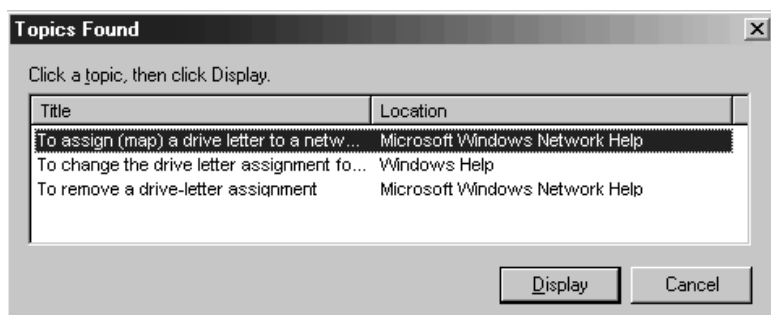 Topics Found
Click a topic, then click Display.
Title Location
To assign (map) a drive letter to a netw... Microsoft Windows Network Help
To change the drive letter assignment fo... Windows Help
To remove a drive-letter assignment Microsoft Windows Network Help
Display Cancel